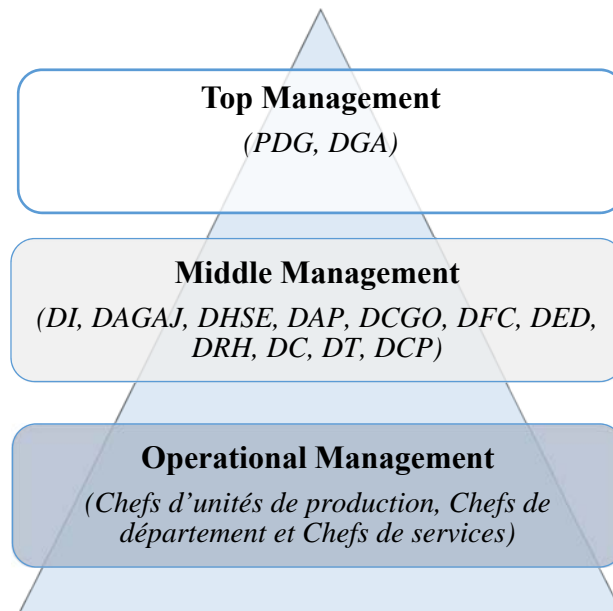 Top Management
(PDG, DGA)
Middle Management
(DI, DAGAJ, DHSE, DAP, DCGO, DFC, DED,
DRH, DC, DT, DCP)
Operational Management
(Chefs d’unités de production, Chefs de
département et Chefs de services)